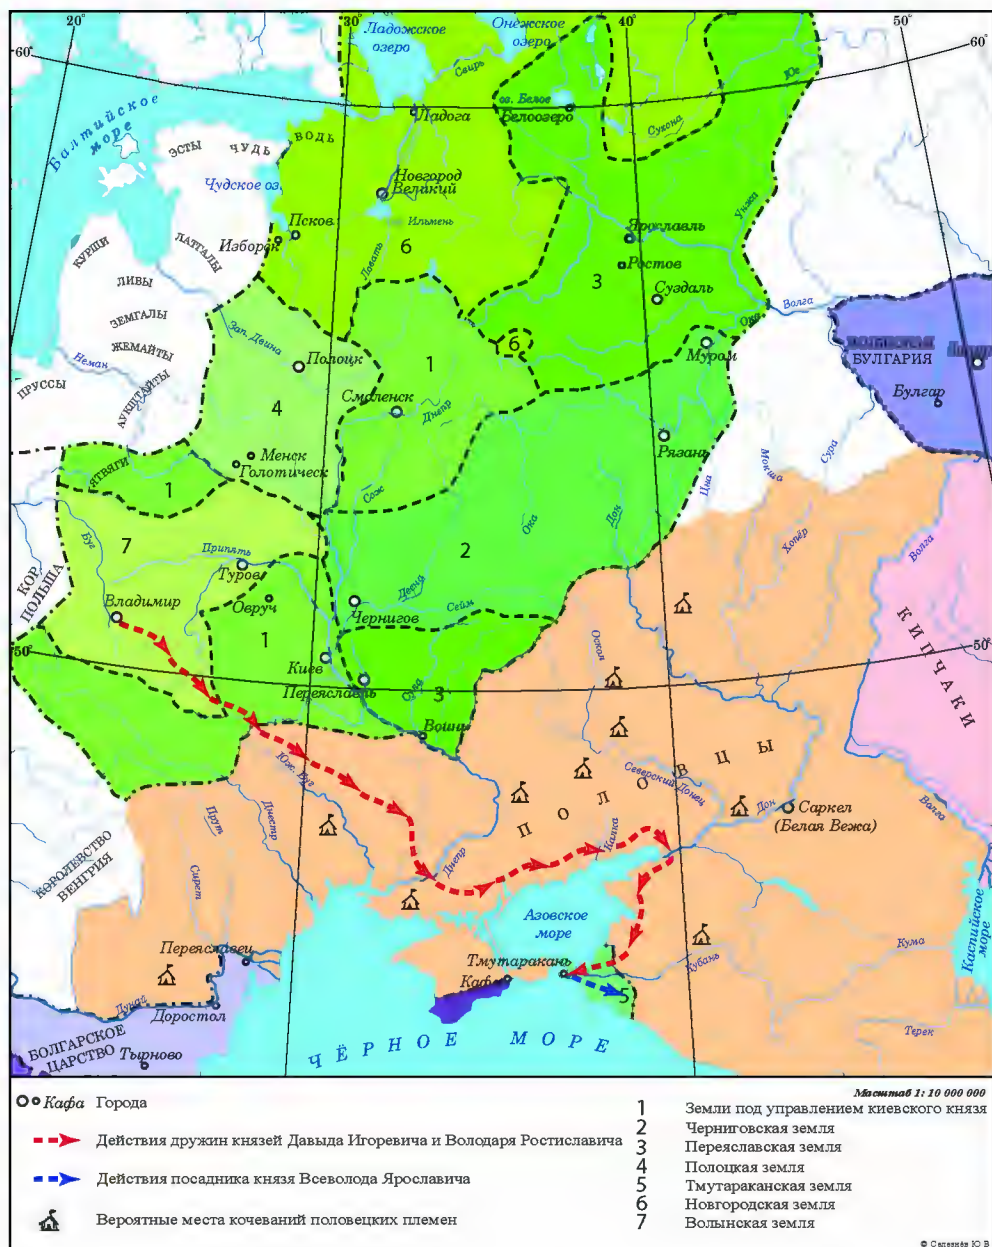 20°
30°
40°
50°
60°
60°
Ладожское
озеро
Онежское
озеро
Свирь
Юг
оз. Белое
Белоозеро
Сухона
Балтийское
море
Ладога
ВОДЬ
ЭСТЫ
ЧУДЬ
Чудское оз.
Новгород
Великий
Ильмень
Псков
Изборск
Ловать
6
Унжа
Ярославль
Ростов
3
Суздаль
КУРШИ
ЛАТГАЛЫ
ЛИВЫ
ЗЕМГАЛЫ
ЖЕМАЙТЫ
АУКШТАЙТЫ
ПРУССЫ
Неман
Зап. Двина
Волга
Ока
6
Муром
БУЛГАРИЯ
Булгар
Полоцк
1
4
Смоленск
Днепр
Рязань
Менск
Голотическ
ЯТВЯГИ
1
Сож
Цна
Мокша
Сура
Ока
Дон
Хопёр
Волга
2
7
Буг
Припять
Туров
КОР.
ПОЛЬША
Владимир
Овруч
1
Десна
Сейм
Чернигов
50°
Киев
Переяславль
Сула
3
Воинь
Оскол
50°
КИПЧАКИ
ПОЛОВЦЫ
Юж. Буг
Северский Донец
Дон
Саркел
(Белая Вежа)
Волга
Прут
Днестр
Сирет
Днепр
Калка
КОРОЛЕВСТВО
ВЕНГРИЯ
Азовское
море
Каспийское
море
Переяславец
Тмутаракань
Кафа
Кубань
Кума
5
Дунай
Доростол
Терек
БОЛГАРСКОЕ
ЦАРСТВО
Тырново
ЧЁРНОЕ МОРЕ
Масштаб 1: 10 000 000
Кафа Города
Действия дружин князей Давыда Игоревича и Володаря Ростиславича
Действия посадника князя Всеволода Ярославича
Вероятные места кочеваний половецких племен
1 Земли под управлением киевского князя
2 Черниговская земля
3 Переяславская земля
4 Полоцкая земля
5 Тмутараканская земля
6 Новгородская земля
7 Волынская земля
© Селезнёв Ю.В.